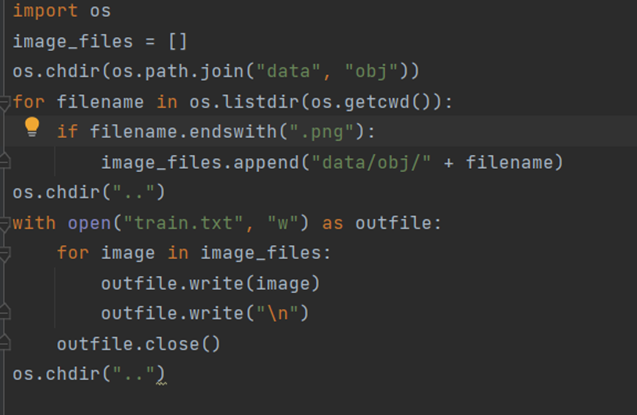 import os
image_files = []
os.chdir(os.path.join("data", "obj"))
for filename in os.listdir(os.getcwd()):
    if filename.endswith(".png"):
        image_files.append("data/obj/" + filename)
os.chdir("..")
with open("train.txt", "w") as outfile:
    for image in image_files:
        outfile.write(image)
        outfile.write("\n")
    outfile.close()
os.chdir("..")